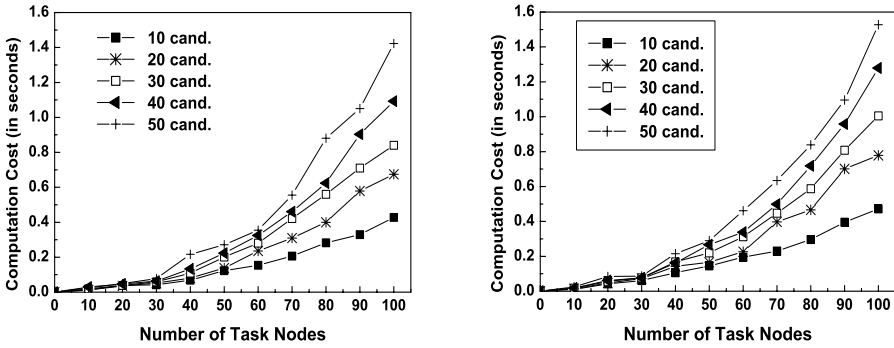 1.6
1.4
1.2
1.0
0.8
0.6
0.4
0.2
0.0
Computation Cost (in seconds)
10 cand.
20 cand.
30 cand.
40 cand.
50 cand.
0 10 20 30 40 50 60 70 80 90 100
Number of Task Nodes
1.6
1.4
1.2
1.0
0.8
0.6
0.4
0.2
0.0
Computation Cost (in seconds)
10 cand.
20 cand.
30 cand.
40 cand.
50 cand.
0 10 20 30 40 50 60 70 80 90 100
Number of Task Nodes